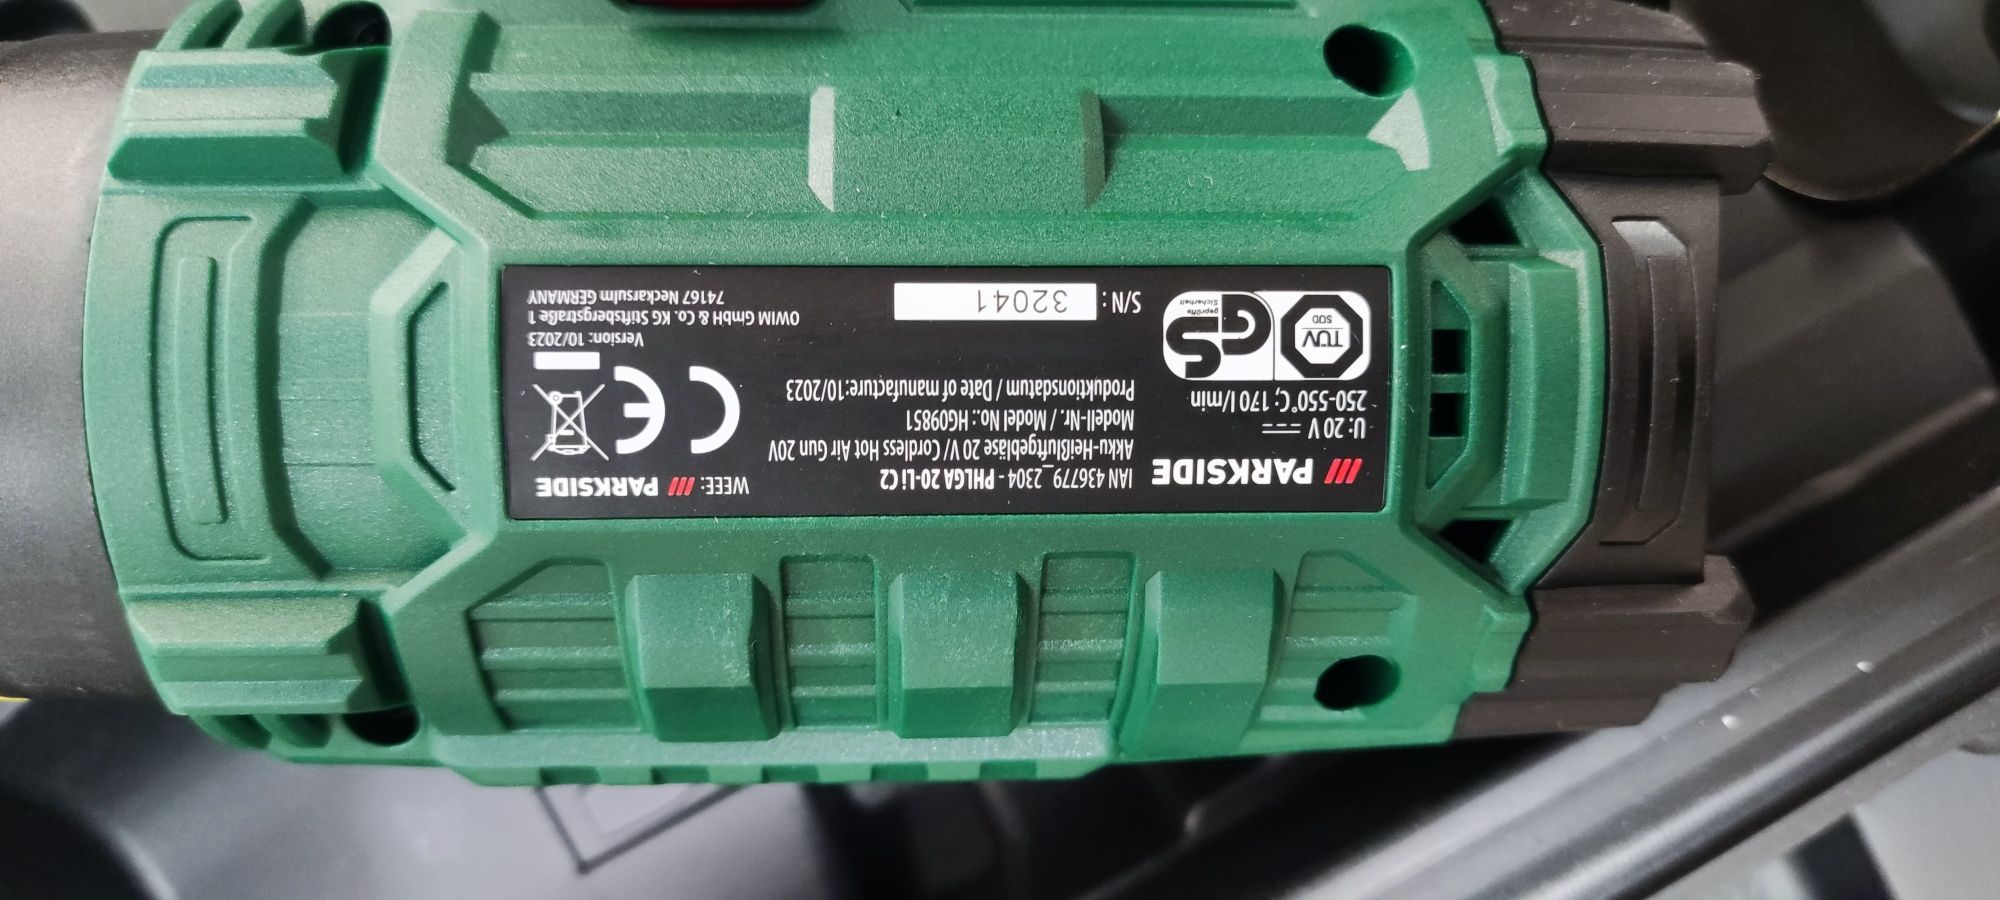 PARKSIDE
U: 20 V
250-550°C; 170 l/min
TÜV
SÜD
GS
geprüfte
Sicherheit
IAN 436779_2304 - PHLGA 20-Li C2
Akku-Heißluftgebläse 20 V/ Cordless Hot Air Gun 20V
Modell-Nr. / Model No.: HG09851
Produktionsdatum / Date of manufacture:10/2023
S/N: 32041
WEEE: PARKSIDE
CE
Version: 10/2023
OWIM GmbH & Co. KG Stiftsbergstraße 1
74167 Neckarsulm GERMANY